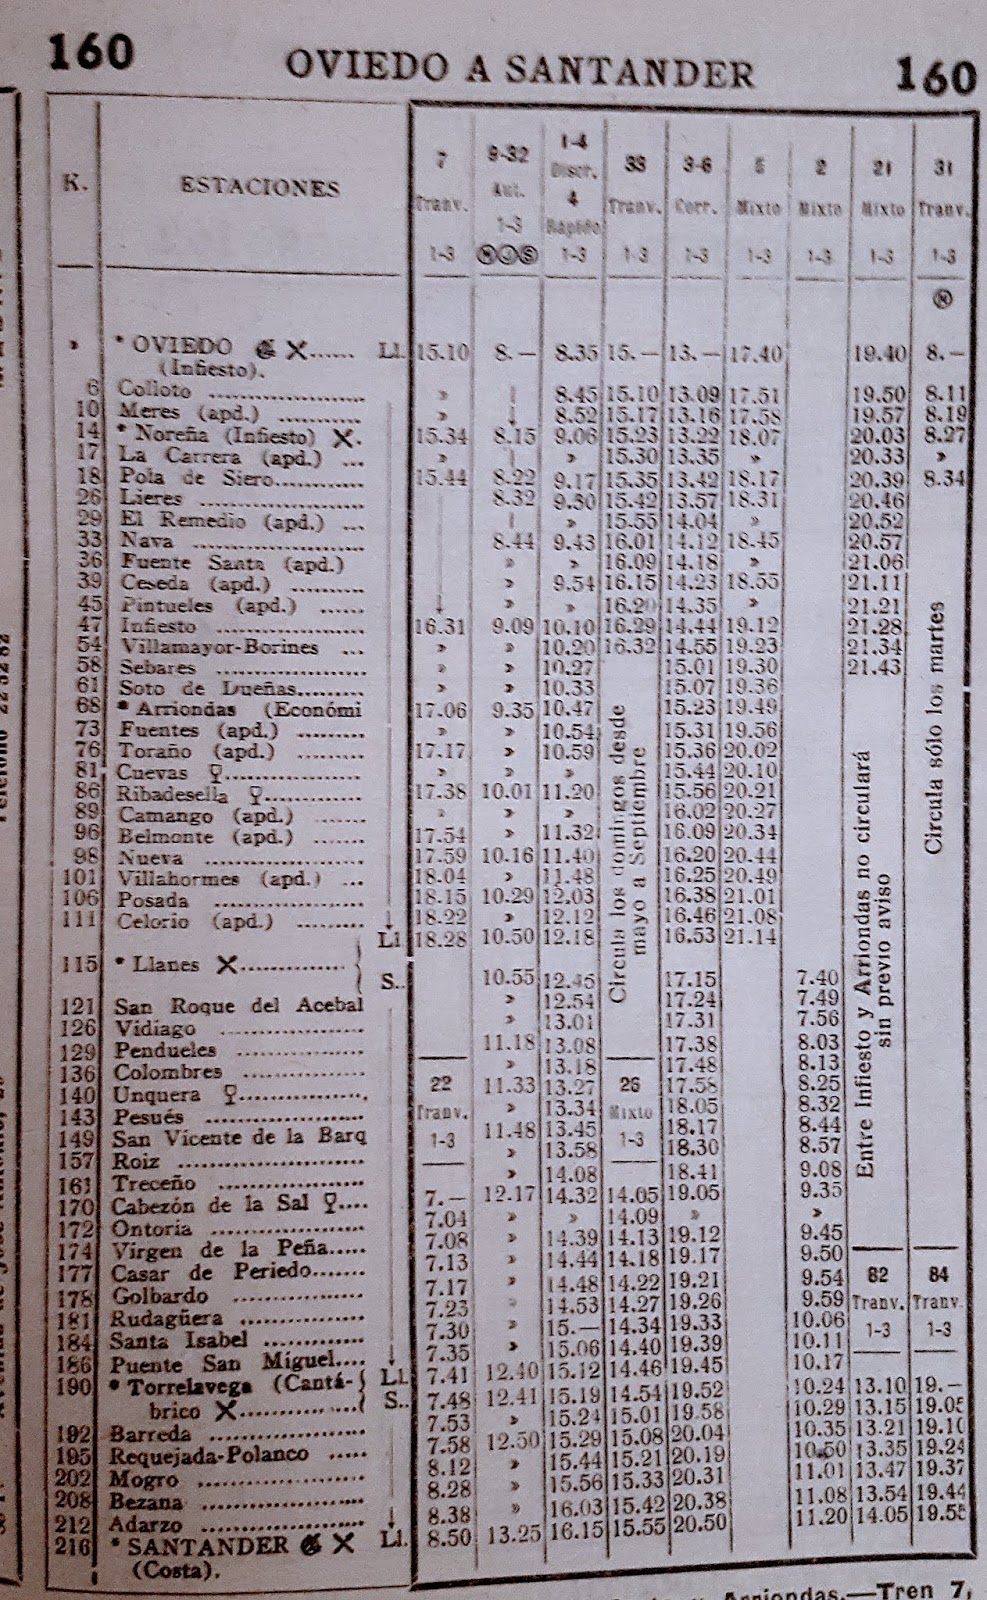 160 OVIEDO A SANTANDER 160
K. ESTACIONES 7 Tranv. 1-3 9-32 Aut. 1-3 Ⓜ Ⓙ Ⓢ 1-4 Discr. 4 Rápido 1-3 33 Tranv. 1-3 3-6 Corr. 1-3 5 Mixto 1-3 2 Mixto 1-3 21 Mixto 1-3 31 Tranv. 1-3 Ⓜ
» * OVIEDO ...... Ll. 15.10 8.— 8.35 15.— 13.— 17.40 19.40 8.—
(Infiesto).
6 Colloto ...... » 8.45 15.10 13.09 17.51 19.50 8.11
10 Meres (apd.) ...... » 8.52 15.17 13.16 17.58 19.57 8.19
14 * Noreña (Infiesto) 15.34 8.15 9.06 15.23 13.22 18.07 20.03 8.27
17 La Carrera (apd.) ... » » 15.30 13.35 » 20.33 »
18 Pola de Siero...... 15.44 8.22 9.17 15.35 13.42 18.17 20.39 8.34
26 Lieres ...... 8.32 9.30 15.42 13.57 18.31 20.46
29 El Remedio (apd.) ... » 15.55 14.04 » 20.52
33 Nava ...... 8.44 9.43 16.01 14.12 18.45 20.57
36 Fuente Santa (apd.) » » 16.09 14.18 » 21.06
39 Ceseda (apd.) ...... » 9.54 16.15 14.23 18.55 21.11
45 Pintueles (apd.) ...... » » 16.20 14.35 » 21.21
47 Infiesto ...... 16.31 9.09 10.10 16.29 14.44 19.12 21.28
54 Villamayor-Borines ... » » 10.20 16.32 14.55 19.23 21.34
58 Sebares ...... » » 10.27 15.01 19.30 21.43
61 Soto de Dueñas...... » » 10.33 15.07 19.36
68 * Arriondas (Económi 17.06 9.35 10.47 15.23 19.49
73 Fuentes (apd.) ...... » » 10.54 15.31 19.56
76 Toraño (apd.) ...... 17.17 » 10.59 15.36 20.02
81 Cuevas ...... » » » 15.44 20.10
86 Ribadesella ...... 17.38 10.01 11.20 15.56 20.21
89 Camango (apd.) ...... » » » 16.02 20.27
96 Belmonte (apd.) ...... 17.54 » 11.32 16.09 20.34
98 Nueva ...... 17.59 10.16 11.40 16.20 20.44
101 Villahormes (apd.) ... 18.04 » 11.48 16.25 20.49
106 Posada ...... 18.15 10.29 12.03 16.38 21.01
111 Celorio (apd.) ...... 18.22 » 12.12 16.46 21.08
Ll 18.28 10.50 12.18 16.53 21.14
115 * Llanes ......
S.. 10.55 12.45 17.15 7.40
121 San Roque del Acebal » 12.54 17.24 7.49
126 Vidiago ...... » 13.01 17.31 7.56
129 Pendueles ...... 11.18 13.08 17.38 8.03
136 Colombres ...... » 13.18 17.48 8.13
140 Unquera ...... 11.33 13.27 17.58 8.25
143 Pesués ...... » 13.34 18.05 8.32
149 San Vicente de la Barq 11.48 13.45 18.17 8.44
157 Roiz ...... » 13.58 18.30 8.57
161 Treceño ...... » 14.08 18.41 9.08
22 Tranv. 1-3
26 Mixto 1-3
170 Cabezón de la Sal .... 7.— 12.17 14.32 14.05 19.05 9.35
172 Ontoria ...... 7.04 » » 14.09 » »
174 Virgen de la Peña..... 7.08 » 14.39 14.13 19.12 9.45
177 Casar de Periedo....... 7.13 » 14.44 14.18 19.17 9.50
178 Golbardo ...... 7.17 » 14.48 14.22 19.21 9.54
181 Rudagüera ...... 7.23 » 14.53 14.27 19.26 9.59
184 Santa Isabel ...... 7.30 » 15.— 14.34 19.33 10.06
186 Puente San Miguel.... 7.35 » 15.06 14.40 19.39 10.11
82 Tranv. 1-3
84 Tranv. 1-3
190 * Torrelavega (Cantá- Ll. 7.41 12.40 15.12 14.46 19.45 10.17
brico ...... S.. 7.48 12.41 15.19 14.54 19.52 10.24 13.10 19.—
192 Barreda ...... 7.53 » 15.24 15.01 19.58 10.29 13.15 19.05
195 Requejada-Polanco ..... 7.58 12.50 15.29 15.08 20.04 10.35 13.21 19.10
202 Mogro ...... 8.12 » 15.44 15.21 20.19 10.50 13.35 19.24
208 Bezana ...... 8.28 » 15.56 15.33 20.31 11.01 13.47 19.37
212 Adarzo ...... 8.38 » 16.03 15.42 20.38 11.08 13.54 19.44
216 * SANTANDER Ll. 8.50 13.25 16.15 15.55 20.50 11.20 14.05 19.55
(Costa).
Circula los domingos desde
mayo a Septiembre
Entre Infiesto y Arriondas no circulará
sin previo aviso
Circula sólo los martes
Arriondas.—Tren 7,